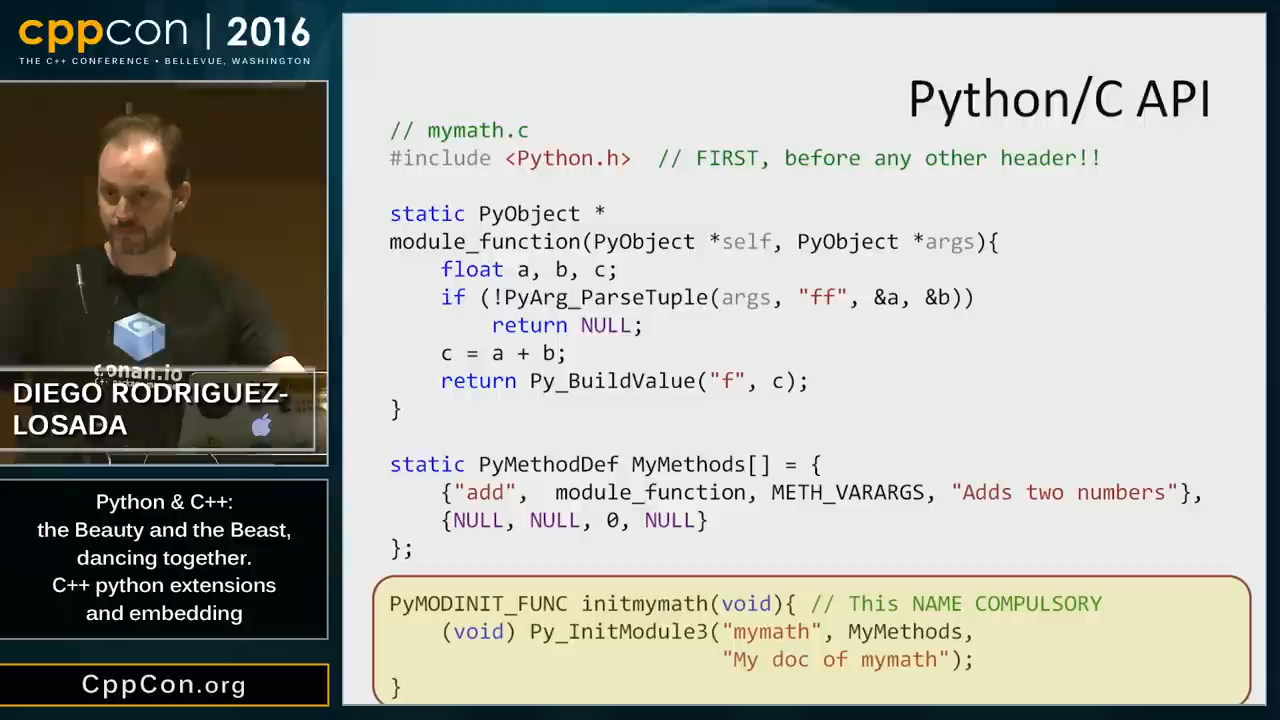 cppcon | 2016
THE C++ CONFERENCE • BELLEVUE, WASHINGTON
conan.io
DIEGO RODRIGUEZ-
LOSADA
Python & C++:
the Beauty and the Beast,
dancing together.
C++ python extensions
and embedding
CppCon.org
Python/C API
// mymath.c
#include <Python.h>  // FIRST, before any other header!!
static PyObject *
module_function(PyObject *self, PyObject *args){
    float a, b, c;
    if (!PyArg_ParseTuple(args, "ff", &a, &b))
        return NULL;
    c = a + b;
    return Py_BuildValue("f", c);
}
static PyMethodDef MyMethods[] = {
    {"add",  module_function, METH_VARARGS, "Adds two numbers"},
    {NULL, NULL, 0, NULL}
};
PyMODINIT_FUNC initmymath(void){ // This NAME COMPULSORY
    (void) Py_InitModule3("mymath", MyMethods,
                          "My doc of mymath");
}